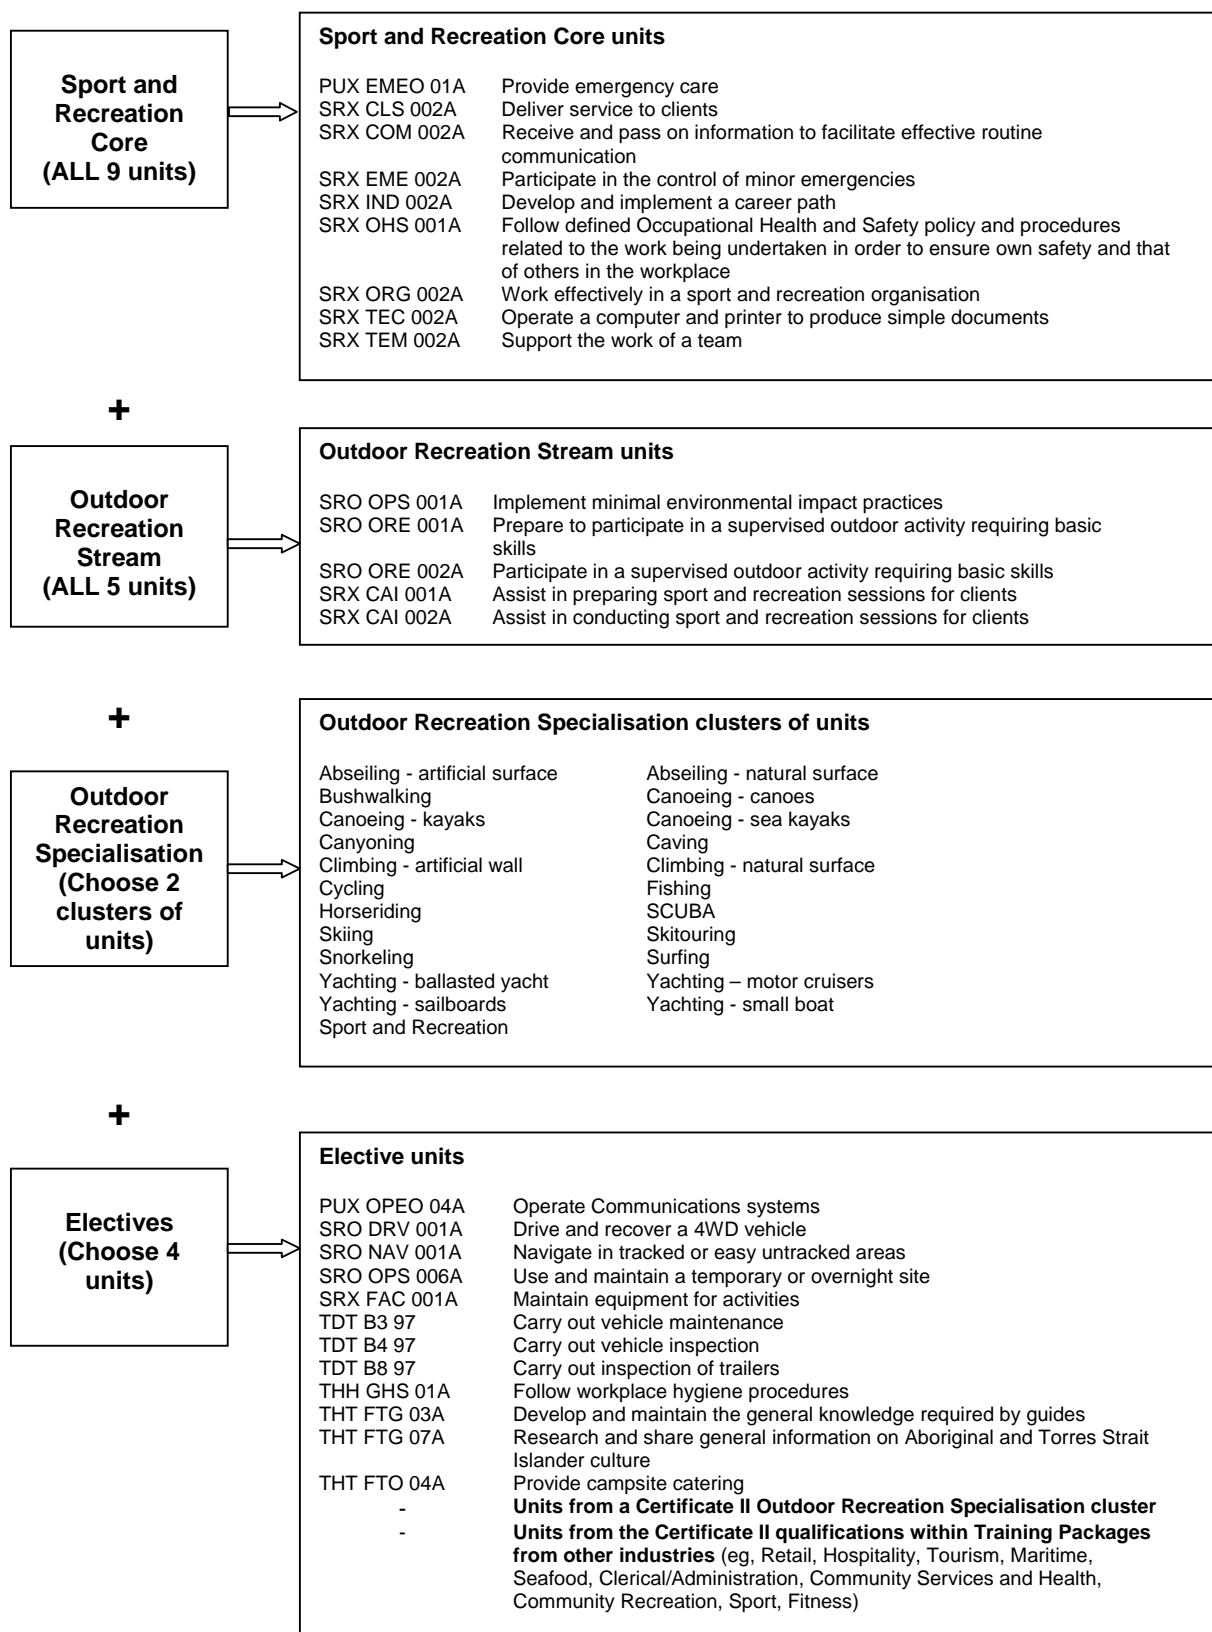 Sport and
Recreation
Core
(ALL 9 units)
Sport and Recreation Core units
PUX EMEO 01A Provide emergency care
SRX CLS 002A Deliver service to clients
SRX COM 002A Receive and pass on information to facilitate effective routine
communication
SRX EME 002A Participate in the control of minor emergencies
SRX IND 002A Develop and implement a career path
SRX OHS 001A Follow defined Occupational Health and Safety policy and procedures
related to the work being undertaken in order to ensure own safety and that
of others in the workplace
SRX ORG 002A Work effectively in a sport and recreation organisation
SRX TEC 002A Operate a computer and printer to produce simple documents
SRX TEM 002A Support the work of a team
+
Outdoor
Recreation
Stream
(ALL 5 units)
Outdoor Recreation Stream units
SRO OPS 001A Implement minimal environmental impact practices
SRO ORE 001A Prepare to participate in a supervised outdoor activity requiring basic
skills
SRO ORE 002A Participate in a supervised outdoor activity requiring basic skills
SRX CAI 001A Assist in preparing sport and recreation sessions for clients
SRX CAI 002A Assist in conducting sport and recreation sessions for clients
+
Outdoor
Recreation
Specialisation
(Choose 2
clusters of
units)
Outdoor Recreation Specialisation clusters of units
Abseiling - artificial surface Abseiling - natural surface
Bushwalking Canoeing - canoes
Canoeing - kayaks Canoeing - sea kayaks
Canyoning Caving
Climbing - artificial wall Climbing - natural surface
Cycling Fishing
Horseriding SCUBA
Skiing Skitouring
Snorkeling Surfing
Yachting - ballasted yacht Yachting – motor cruisers
Yachting - sailboards Yachting - small boat
Sport and Recreation
+
Electives
(Choose 4
units)
Elective units
PUX OPEO 04A Operate Communications systems
SRO DRV 001A Drive and recover a 4WD vehicle
SRO NAV 001A Navigate in tracked or easy untracked areas
SRO OPS 006A Use and maintain a temporary or overnight site
SRX FAC 001A Maintain equipment for activities
TDT B3 97 Carry out vehicle maintenance
TDT B4 97 Carry out vehicle inspection
TDT B8 97 Carry out inspection of trailers
THH GHS 01A Follow workplace hygiene procedures
THT FTG 03A Develop and maintain the general knowledge required by guides
THT FTG 07A Research and share general information on Aboriginal and Torres Strait
Islander culture
THT FTO 04A Provide campsite catering
- Units from a Certificate II Outdoor Recreation Specialisation cluster
- Units from the Certificate II qualifications within Training Packages
from other industries (eg, Retail, Hospitality, Tourism, Maritime,
Seafood, Clerical/Administration, Community Services and Health,
Community Recreation, Sport, Fitness)